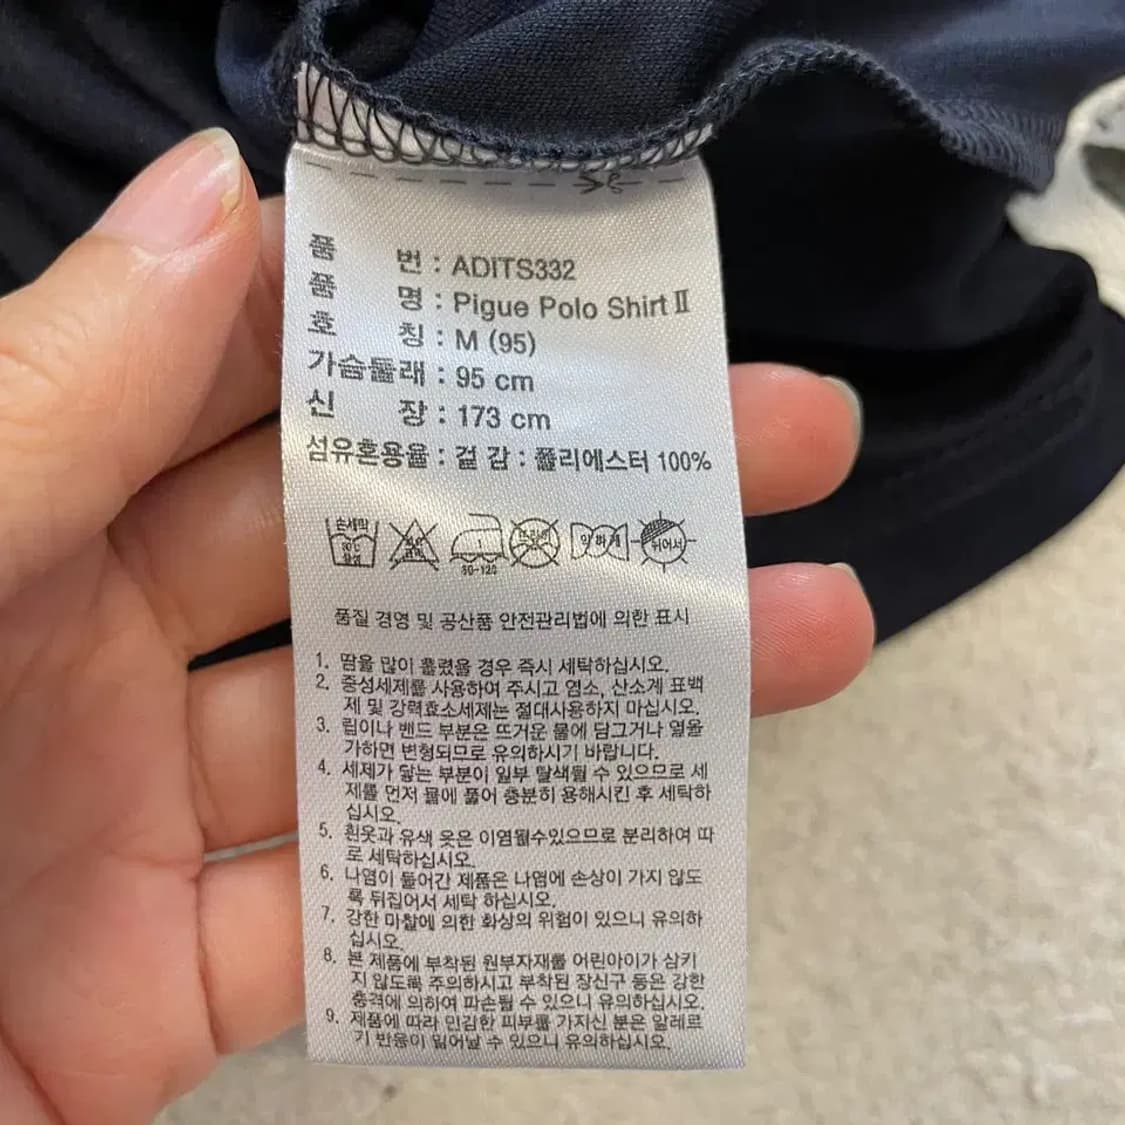 품 번 : ADITS332
품 명 : Pigue Polo Shirt Ⅱ
호 칭 : M (95)
가슴둘레 : 95 cm
신 장 : 173 cm
섬유혼용율 : 겉 감 : 폴리에스터 100%
손세탁 약하게 뒤어서
30℃
중성
80-120
품질 경영 및 공산품 안전관리법에 의한 표시
1. 땀을 많이 흘렸을 경우 즉시 세탁하십시오.
2. 중성세제를 사용하여 주시고 염소, 산소계 표백
제 및 강력효소세제는 절대사용하지 마십시오.
3. 립이나 밴드 부분은 뜨거운 물에 담그거나 열을
가하면 변형되므로 유의하시기 바랍니다.
4. 세제가 닿는 부분이 일부 탈색될 수 있으므로 세
제를 먼저 물에 풀어 충분히 용해시킨 후 세탁하
십시오.
5. 흰옷과 유색 옷은 이염될수있으므로 분리하여 따
로 세탁하십시오.
6. 나염이 들어간 제품은 나염에 손상이 가지 않도
록 뒤집어서 세탁 하십시오.
7. 강한 마찰에 의한 화상의 위험이 있으니 유의하
십시오.
8. 본 제품에 부착된 원부자재를 어린아이가 삼키
지 않도록 주의하시고 부착된 장신구 등은 강한
충격에 의하여 파손될 수 있으니 유의하십시오.
9. 제품에 따라 민감한 피부를 가지신 분은 알레르
기 반응이 일어날 수 있으니 유의하십시오.